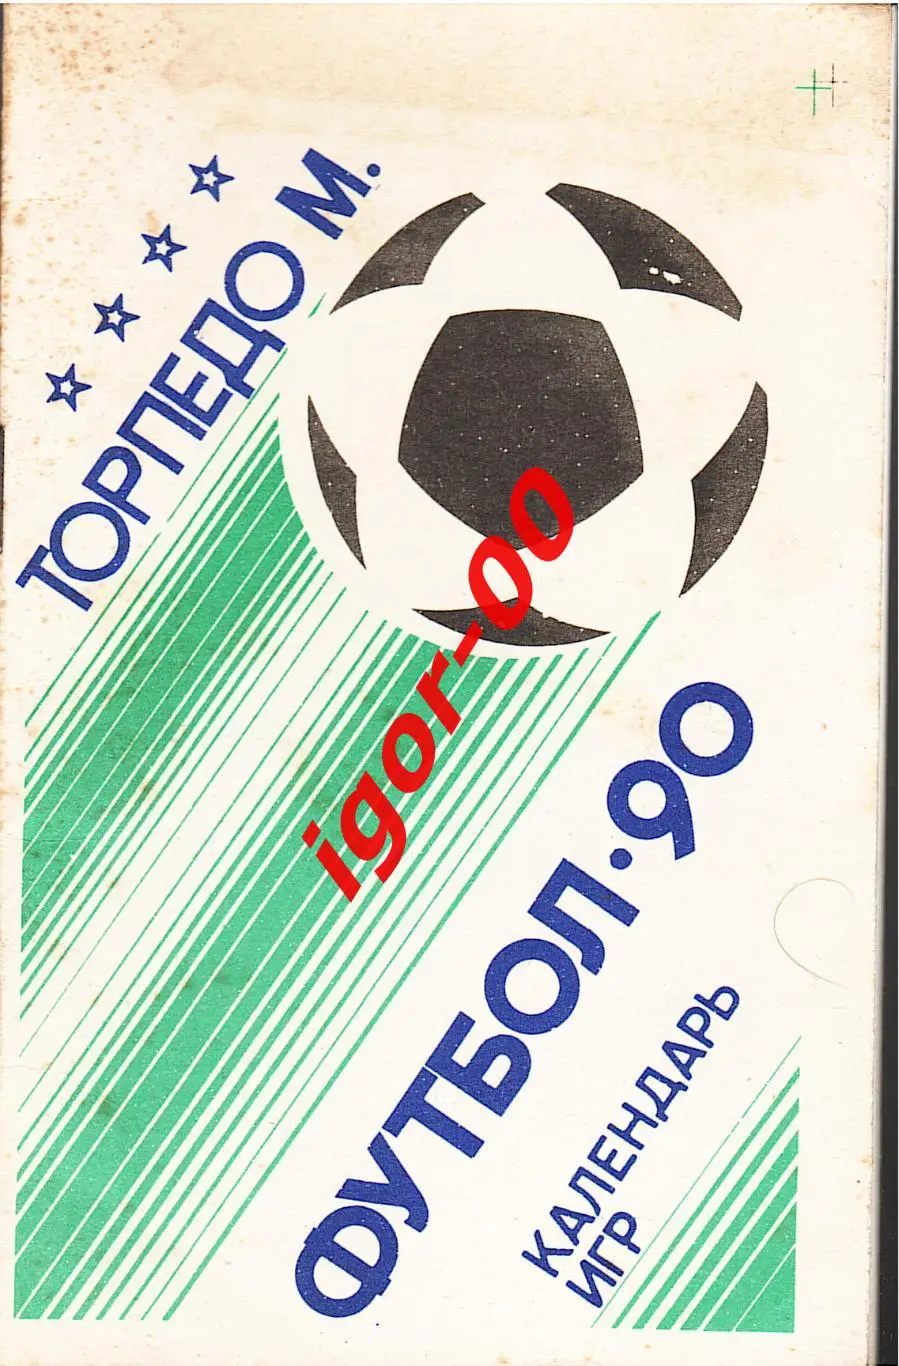 ТОРПЕДО М.
igor-00
ФУТБОЛ·90
КАЛЕНДАРЬ
ИГР